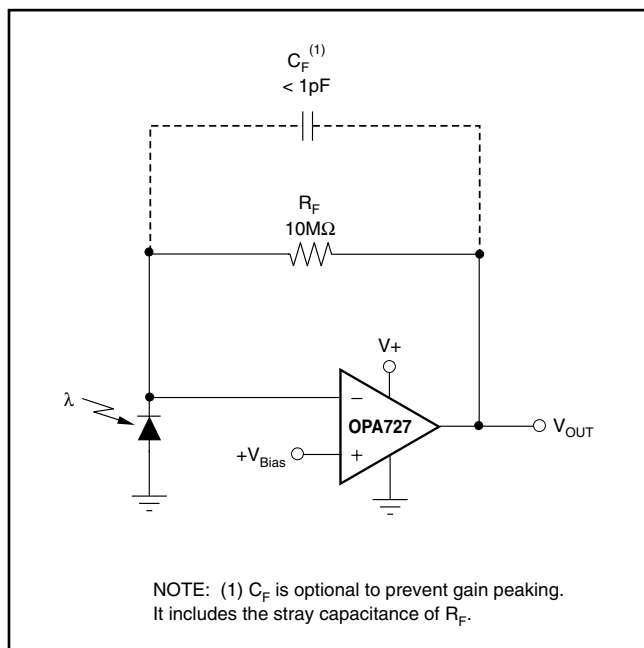 C_F^(1)
< 1pF
R_F
10MΩ
V+
λ
−
OPA727
V_OUT
+V_Bias
+
NOTE: (1) C_F is optional to prevent gain peaking.
It includes the stray capacitance of R_F.